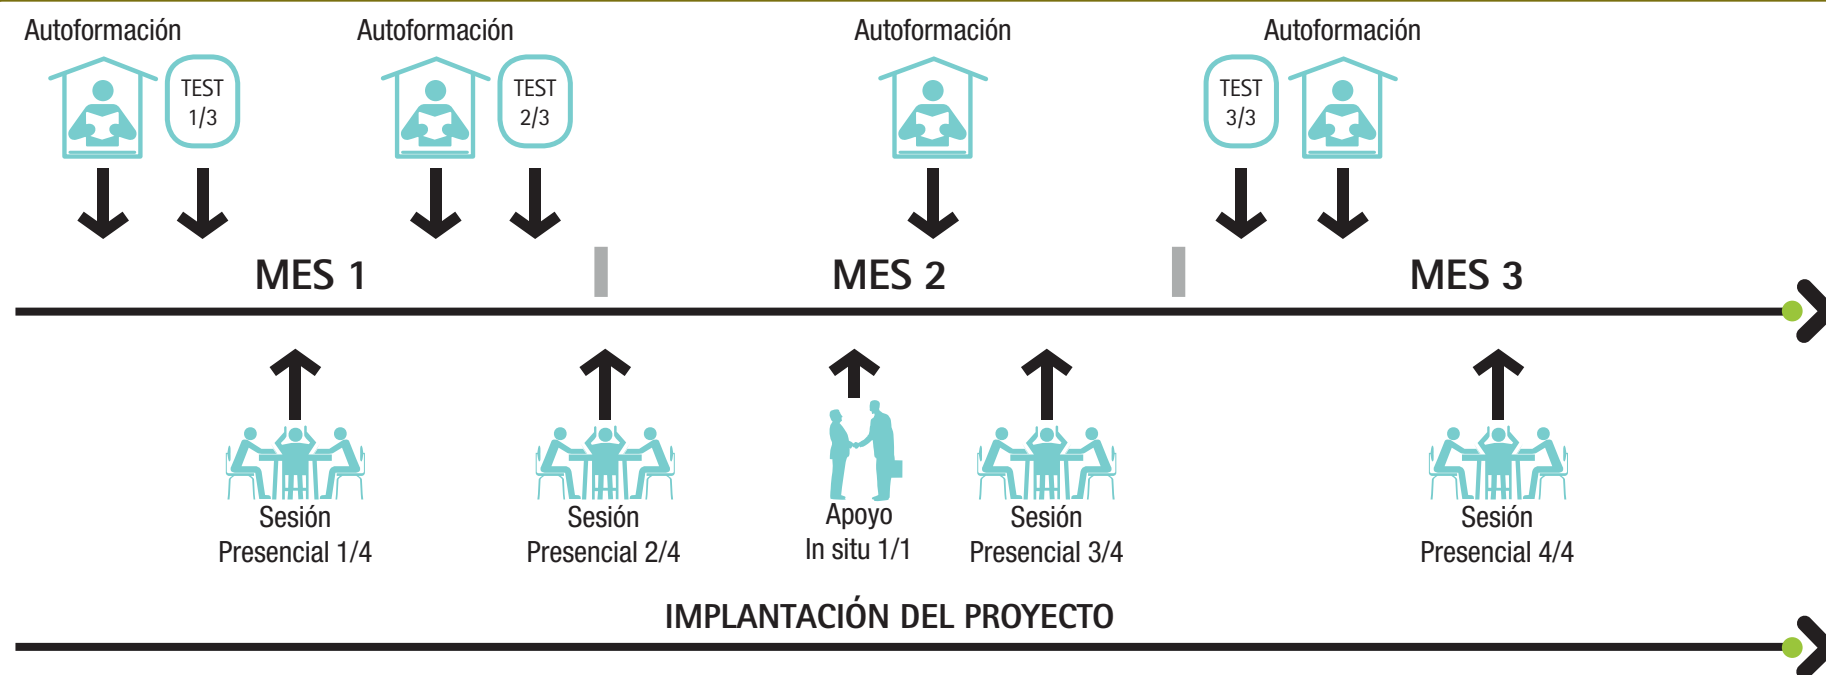 Autoformación
Autoformación
Autoformación
Autoformación
TEST
1/3
TEST
2/3
TEST
3/3
MES 1
MES 2
MES 3
Sesión
Presencial 1/4
Sesión
Presencial 2/4
Apoyo
In situ 1/1
Sesión
Presencial 3/4
Sesión
Presencial 4/4
IMPLANTACIÓN DEL PROYECTO